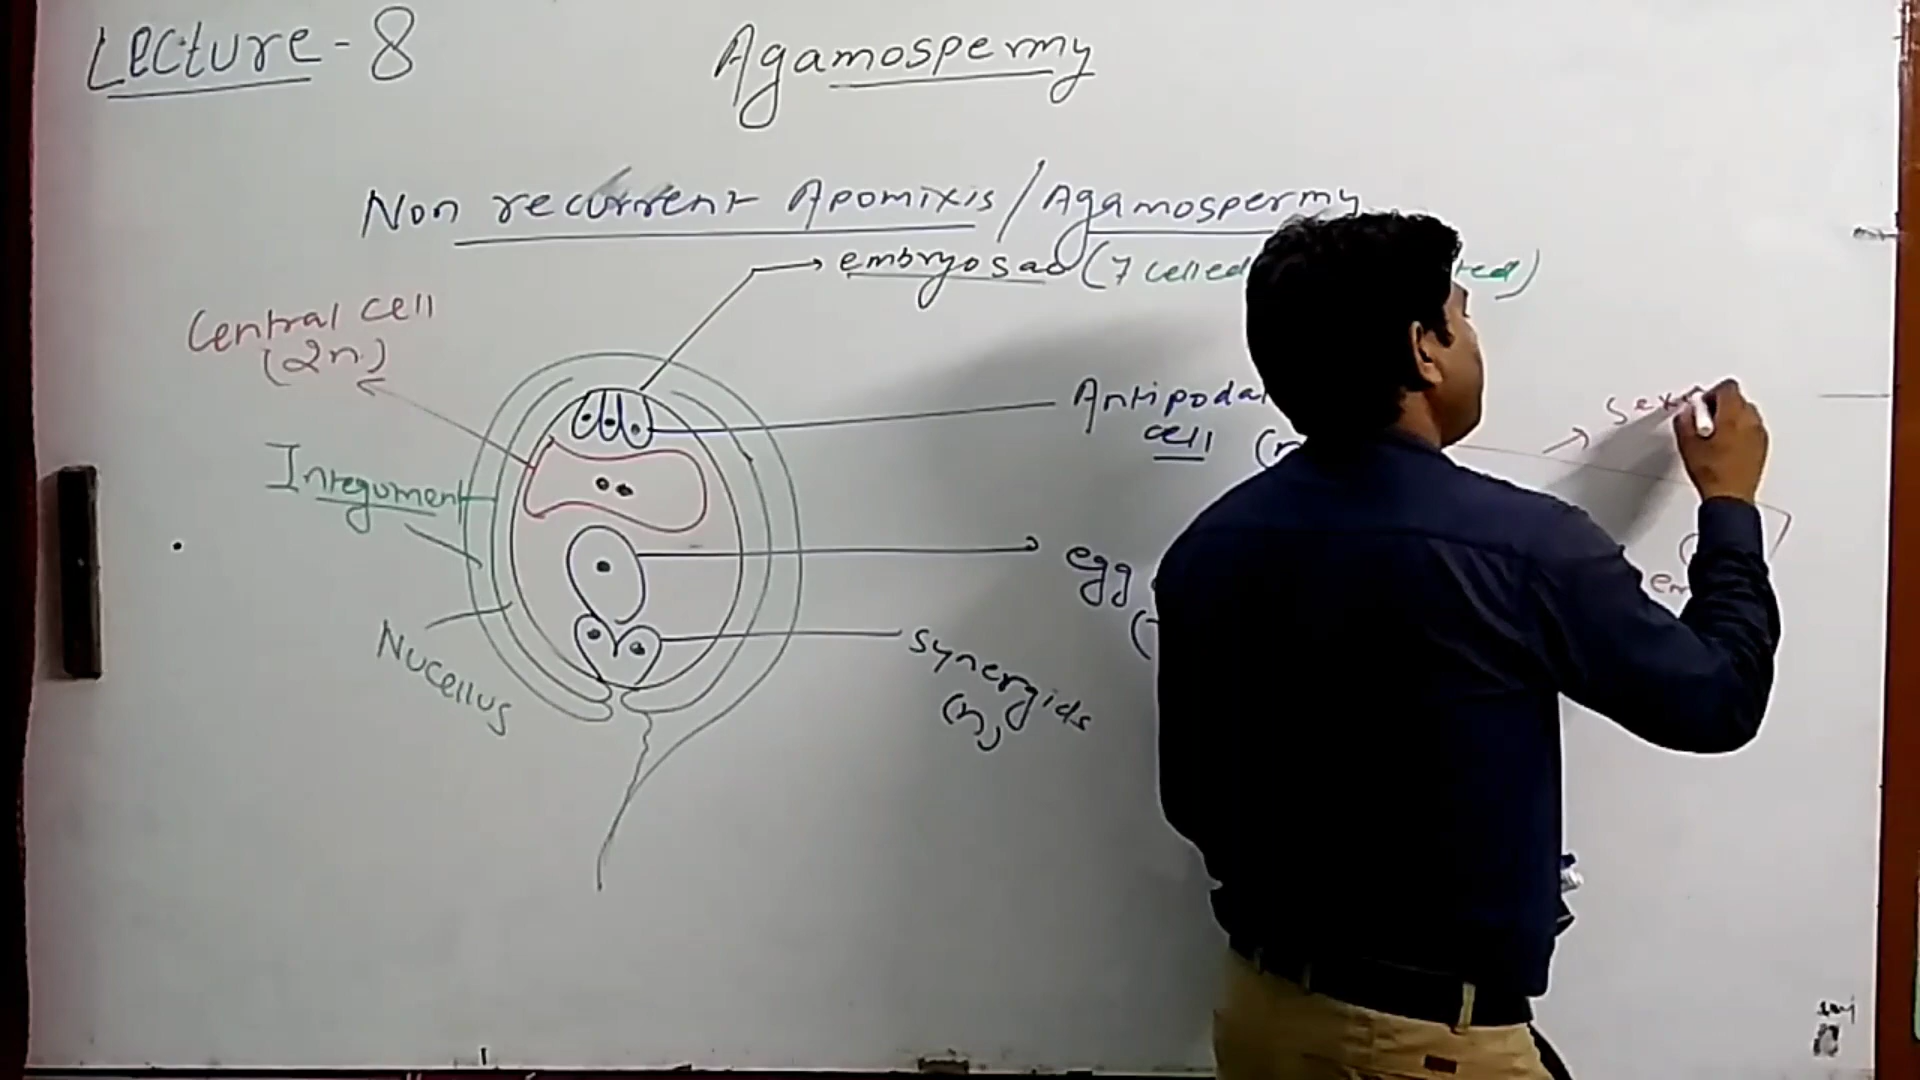 Lecture - 8
Agamospermy
Non recurrent Apomixis / Agamospermy
embryosac (7 celled
Central cell
(2n)
Antipodal
cell (n
Integument
egg
Nucellus
Synergids
(n)